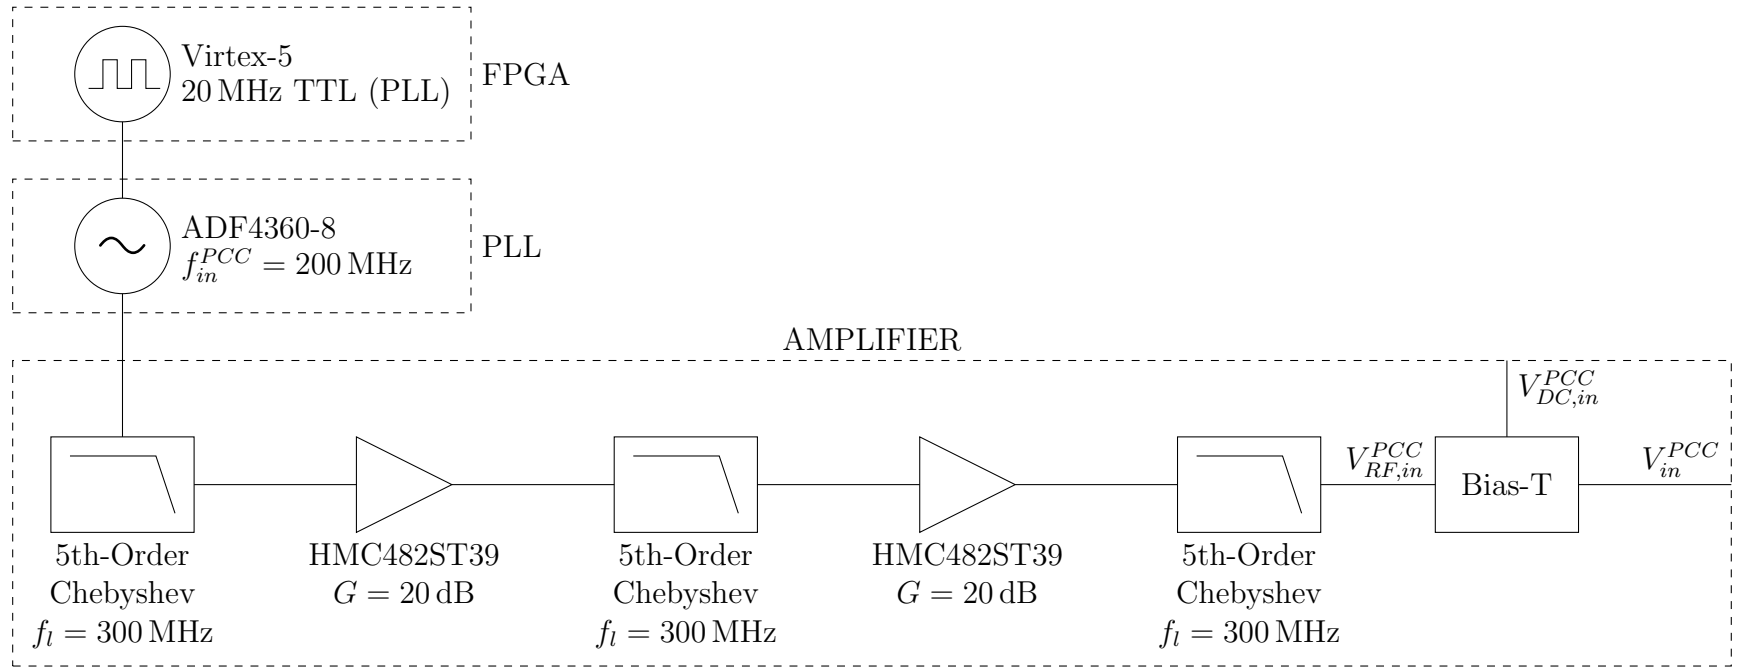 Virtex-5
20 MHz TTL (PLL)
FPGA
ADF4360-8
f_{in}^{PCC} = 200 MHz
PLL
AMPLIFIER
V_{DC,in}^{PCC}
V_{RF,in}^{PCC}
Bias-T
V_{in}^{PCC}
5th-Order
Chebyshev
f_l = 300 MHz
HMC482ST39
G = 20 dB
5th-Order
Chebyshev
f_l = 300 MHz
HMC482ST39
G = 20 dB
5th-Order
Chebyshev
f_l = 300 MHz